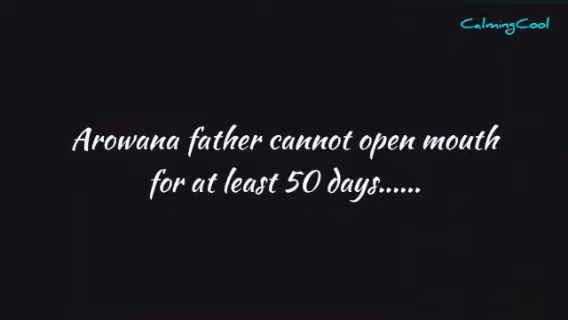 CalmingCool
Arowana father cannot open mouth
for at least 50 days......